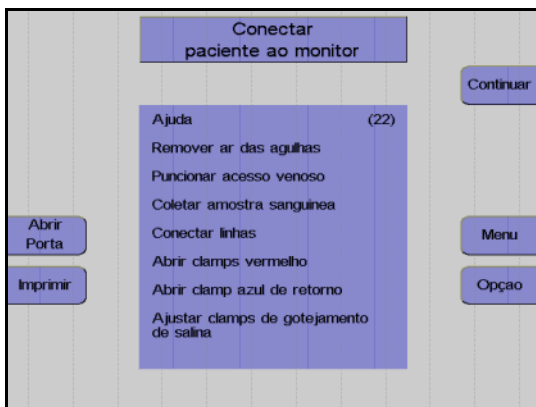 Conectar
paciente ao monitor
Continuar
Ajuda (22)
Remover ar das agulhas
Puncionar acesso venoso
Coletar amostra sanguinea
Conectar linhas
Abrir clamps vermelho
Abrir clamp azul de retorno
Ajustar clamps de gotejamento
de salina
Abrir
Porta
Imprimir
Menu
Opçao